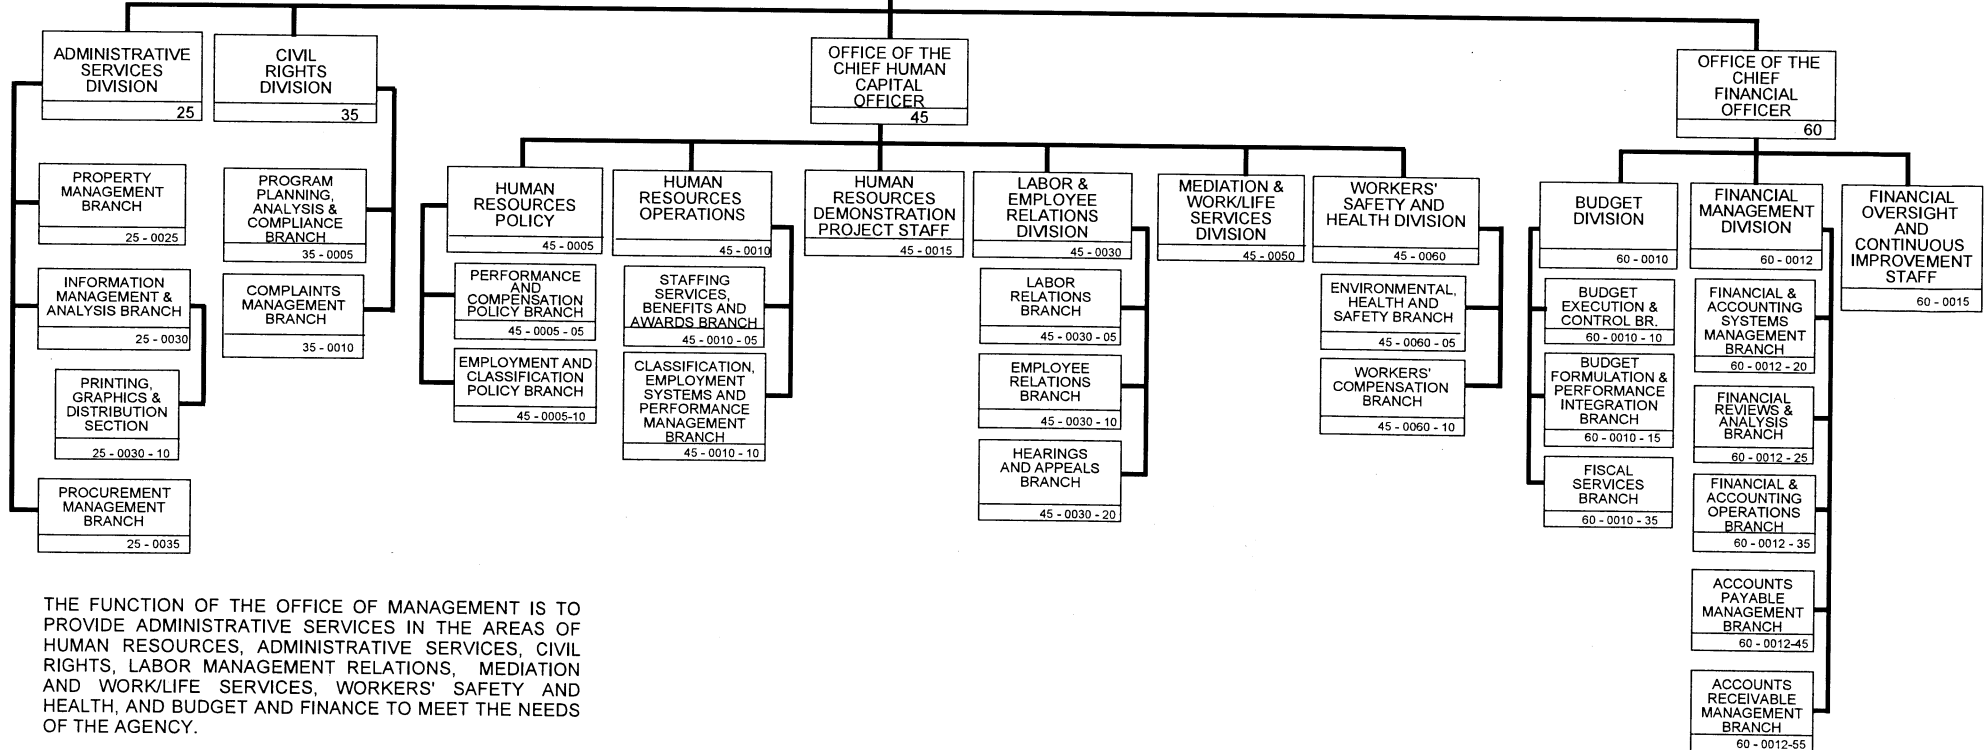 ADMINISTRATIVE
SERVICES
DIVISION
25
CIVIL
RIGHTS
DIVISION
35
OFFICE OF THE
CHIEF HUMAN
CAPITAL
OFFICER
45
OFFICE OF THE
CHIEF
FINANCIAL
OFFICER
60
PROPERTY
MANAGEMENT
BRANCH
25 - 0025
INFORMATION
MANAGEMENT &
ANALYSIS BRANCH
25 - 0030
PRINTING,
GRAPHICS &
DISTRIBUTION
SECTION
25 - 0030 - 10
PROCUREMENT
MANAGEMENT
BRANCH
25 - 0035
PROGRAM
PLANNING,
ANALYSIS &
COMPLIANCE
BRANCH
35 - 0005
COMPLAINTS
MANAGEMENT
BRANCH
35 - 0010
HUMAN
RESOURCES
POLICY
45 - 0005
PERFORMANCE
AND
COMPENSATION
POLICY BRANCH
45 - 0005 - 05
EMPLOYMENT AND
CLASSIFICATION
POLICY BRANCH
45 - 0005-10
HUMAN
RESOURCES
OPERATIONS
45 - 0010
STAFFING
SERVICES,
BENEFITS AND
AWARDS BRANCH
45 - 0010 - 05
CLASSIFICATION,
EMPLOYMENT
SYSTEMS AND
PERFORMANCE
MANAGEMENT
BRANCH
45 - 0010 - 10
HUMAN
RESOURCES
DEMONSTRATION
PROJECT STAFF
45 - 0015
LABOR &
EMPLOYEE
RELATIONS
DIVISION
45 - 0030
LABOR
RELATIONS
BRANCH
45 - 0030 - 05
EMPLOYEE
RELATIONS
BRANCH
45 - 0030 - 10
HEARINGS
AND APPEALS
BRANCH
45 - 0030 - 20
MEDIATION &
WORK/LIFE
SERVICES
DIVISION
45 - 0050
WORKERS'
SAFETY AND
HEALTH DIVISION
45 - 0060
ENVIRONMENTAL,
HEALTH AND
SAFETY BRANCH
45 - 0060 - 05
WORKERS'
COMPENSATION
BRANCH
45 - 0060 - 10
BUDGET
DIVISION
60 - 0010
BUDGET
EXECUTION &
CONTROL BR.
60 - 0010 - 10
BUDGET
FORMULATION &
PERFORMANCE
INTEGRATION
BRANCH
60 - 0010 - 15
FISCAL
SERVICES
BRANCH
60 - 0010 - 35
FINANCIAL
MANAGEMENT
DIVISION
60 - 0012
FINANCIAL &
ACCOUNTING
SYSTEMS
MANAGEMENT
BRANCH
60 - 0012 - 20
FINANCIAL
REVIEWS &
ANALYSIS
BRANCH
60 - 0012 - 25
FINANCIAL &
ACCOUNTING
OPERATIONS
BRANCH
60 - 0012 - 35
ACCOUNTS
PAYABLE
MANAGEMENT
BRANCH
60 - 0012-45
ACCOUNTS
RECEIVABLE
MANAGEMENT
BRANCH
60 - 0012-55
FINANCIAL
OVERSIGHT
AND
CONTINUOUS
IMPROVEMENT
STAFF
60 - 0015
THE FUNCTION OF THE OFFICE OF MANAGEMENT IS TO
PROVIDE ADMINISTRATIVE SERVICES IN THE AREAS OF
HUMAN RESOURCES, ADMINISTRATIVE SERVICES, CIVIL
RIGHTS, LABOR MANAGEMENT RELATIONS, MEDIATION
AND WORK/LIFE SERVICES, WORKERS' SAFETY AND
HEALTH, AND BUDGET AND FINANCE TO MEET THE NEEDS
OF THE AGENCY.